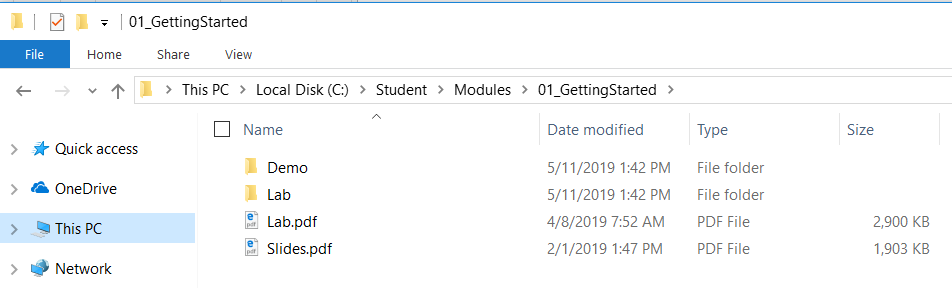 01_GettingStarted
File Home Share View
This PC Local Disk (C:) Student Modules 01_GettingStarted
Quick access
OneDrive
This PC
Network
Name Date modified Type Size
Demo 5/11/2019 1:42 PM File folder
Lab 5/11/2019 1:42 PM File folder
Lab.pdf 4/8/2019 7:52 AM PDF File 2,900 KB
Slides.pdf 2/1/2019 1:47 PM PDF File 1,903 KB